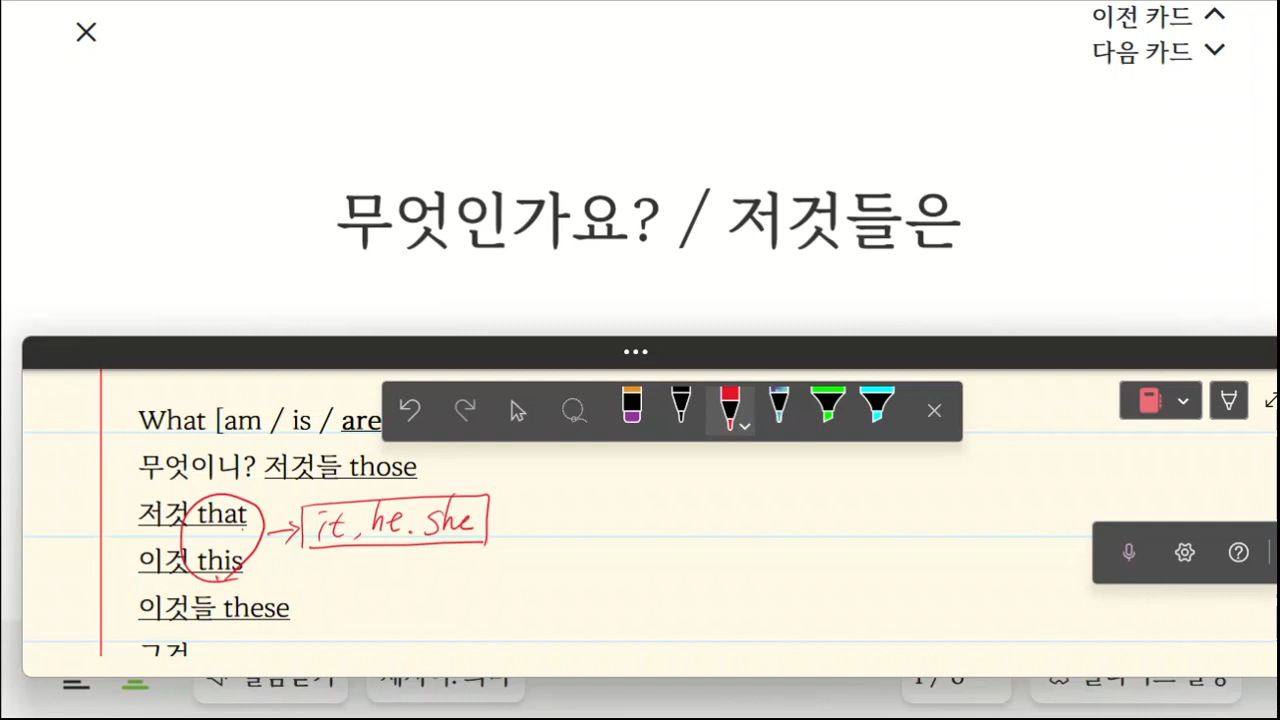 이전 카드
다음 카드
무엇인가요? / 저것들은
What [am / is / are
무엇이니? 저것들 those
저것 that → it, he. she
이것 this
이것들 these
그것